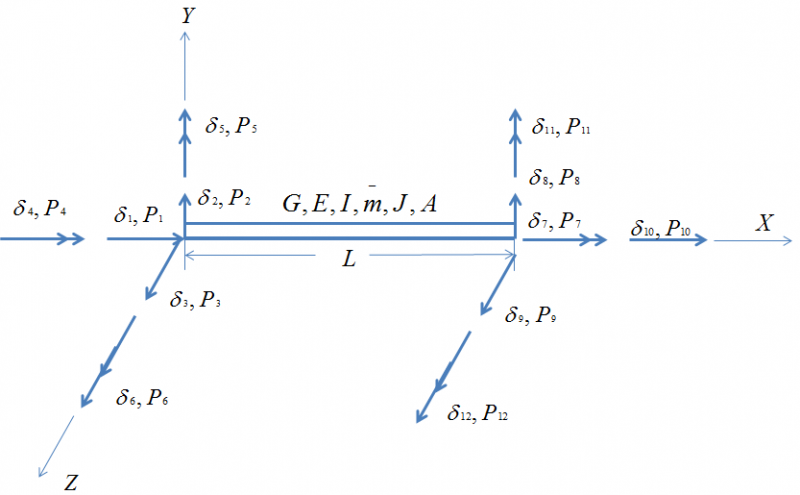 Y
δ5, P5
δ11, P11
δ2, P2
G, E, I, m̄, J, A
δ8, P8
δ4, P4
δ1, P1
δ7, P7
δ10, P10
X
L
δ3, P3
δ9, P9
δ6, P6
δ12, P12
Z